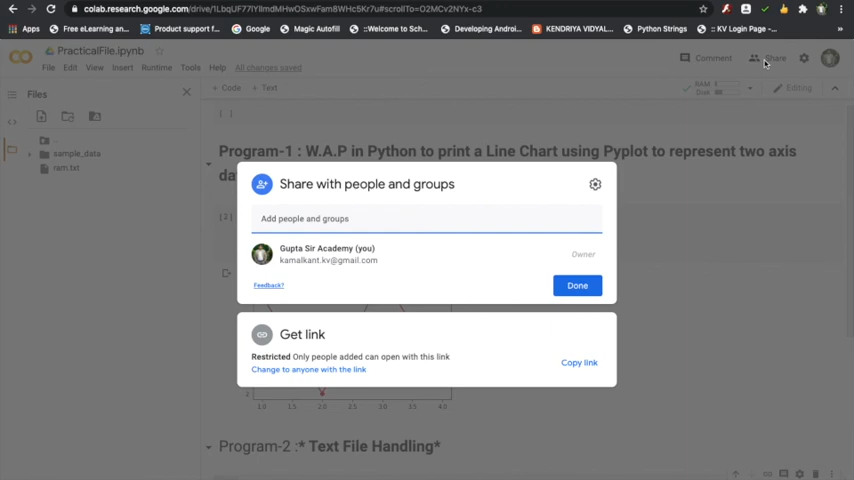 colab.research.google.com/drive/1LbqUF77IYIlmdMHwOSxwFam8WHc5Kr7u#scrollTo=O2MCv2NYx-c3
Apps
Free eLearning an...
Product support f...
Google
Magic Autofill
::Welcome to Sch...
Developing Androi...
KENDRIYA VIDYAL...
Python Strings
:: KV Login Page -...
»
PracticalFile.ipynb
Comment
Share
File Edit View Insert Runtime Tools Help All changes saved
Files
+ Code + Text
RAM
Disk
Editing
[ ]
..
sample_data
ram.txt
Program-1 : W.A.P in Python to print a Line Chart using Pyplot to represent two axis
da
[2]
Share with people and groups
Add people and groups
Gupta Sir Academy (you)
kamalkant.kv@gmail.com
Owner
Feedback?
Done
Get link
Restricted Only people added can open with this link
Change to anyone with the link
Copy link
2
1.0 1.5 2.0 2.5 3.0 3.5 4.0
Program-2 :* Text File Handling*